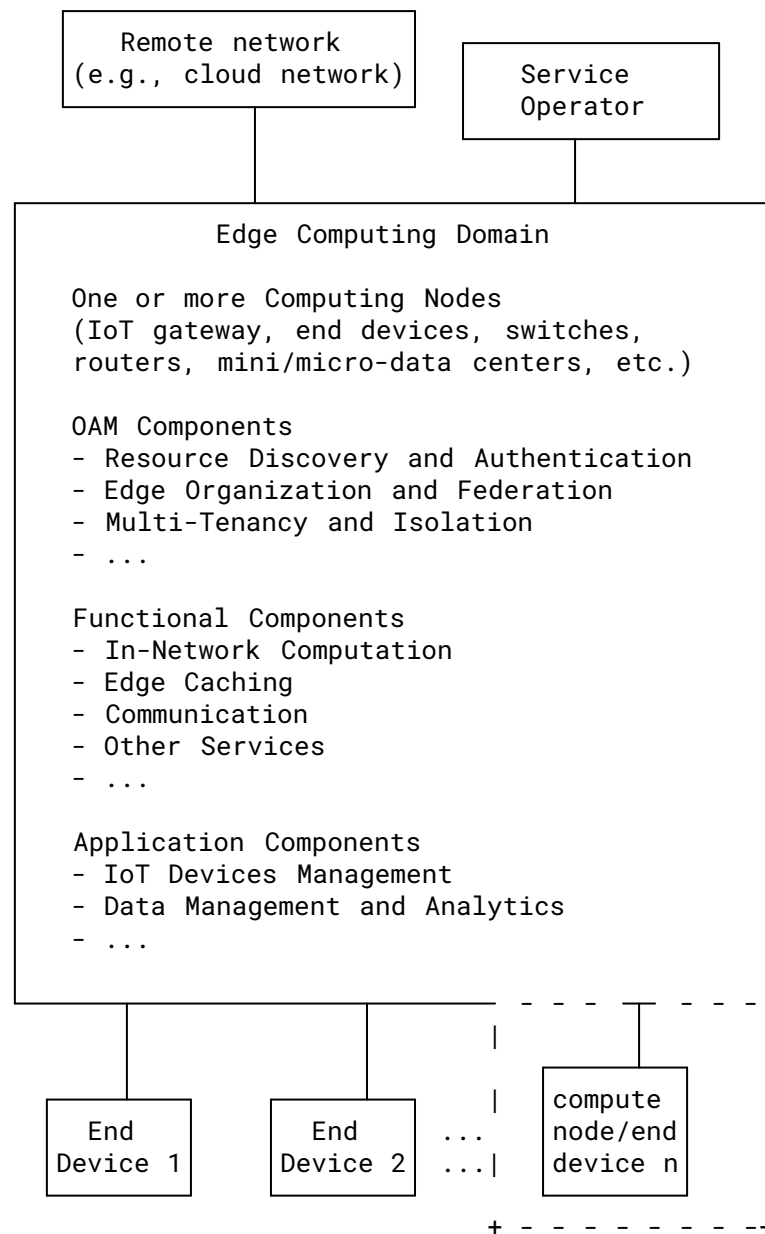 Remote network
(e.g., cloud network)
Service
Operator
Edge Computing Domain
One or more Computing Nodes
(IoT gateway, end devices, switches,
routers, mini/micro-data centers, etc.)
OAM Components
- Resource Discovery and Authentication
- Edge Organization and Federation
- Multi-Tenancy and Isolation
- ...
Functional Components
- In-Network Computation
- Edge Caching
- Communication
- Other Services
- ...
Application Components
- IoT Devices Management
- Data Management and Analytics
- ...
End
Device 1
End
Device 2
...
...
compute
node/end
device n